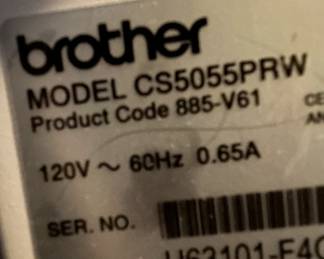 brother
MODEL CS5055PRW
Product Code 885-V61
120V ~ 60Hz 0.65A
SER. NO.